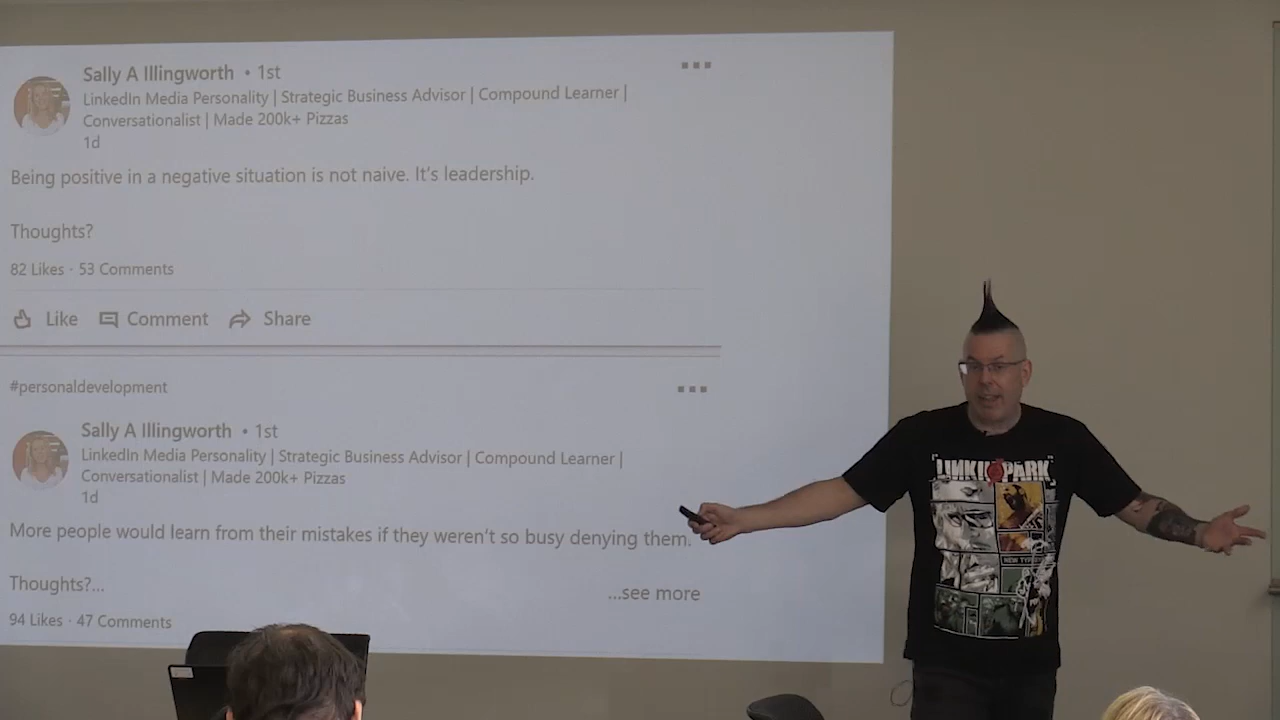 Sally A Illingworth • 1st
LinkedIn Media Personality | Strategic Business Advisor | Compound Learner |
Conversationalist | Made 200k+ Pizzas
1d
Being positive in a negative situation is not naive. It's leadership.
Thoughts?
82 Likes · 53 Comments
Like Comment Share
#personaldevelopment
Sally A Illingworth • 1st
LinkedIn Media Personality | Strategic Business Advisor | Compound Learner |
Conversationalist | Made 200k+ Pizzas
1d
More people would learn from their mistakes if they weren't so busy denying them.
Thoughts?...
...see more
94 Likes · 47 Comments
LINKIN PARK